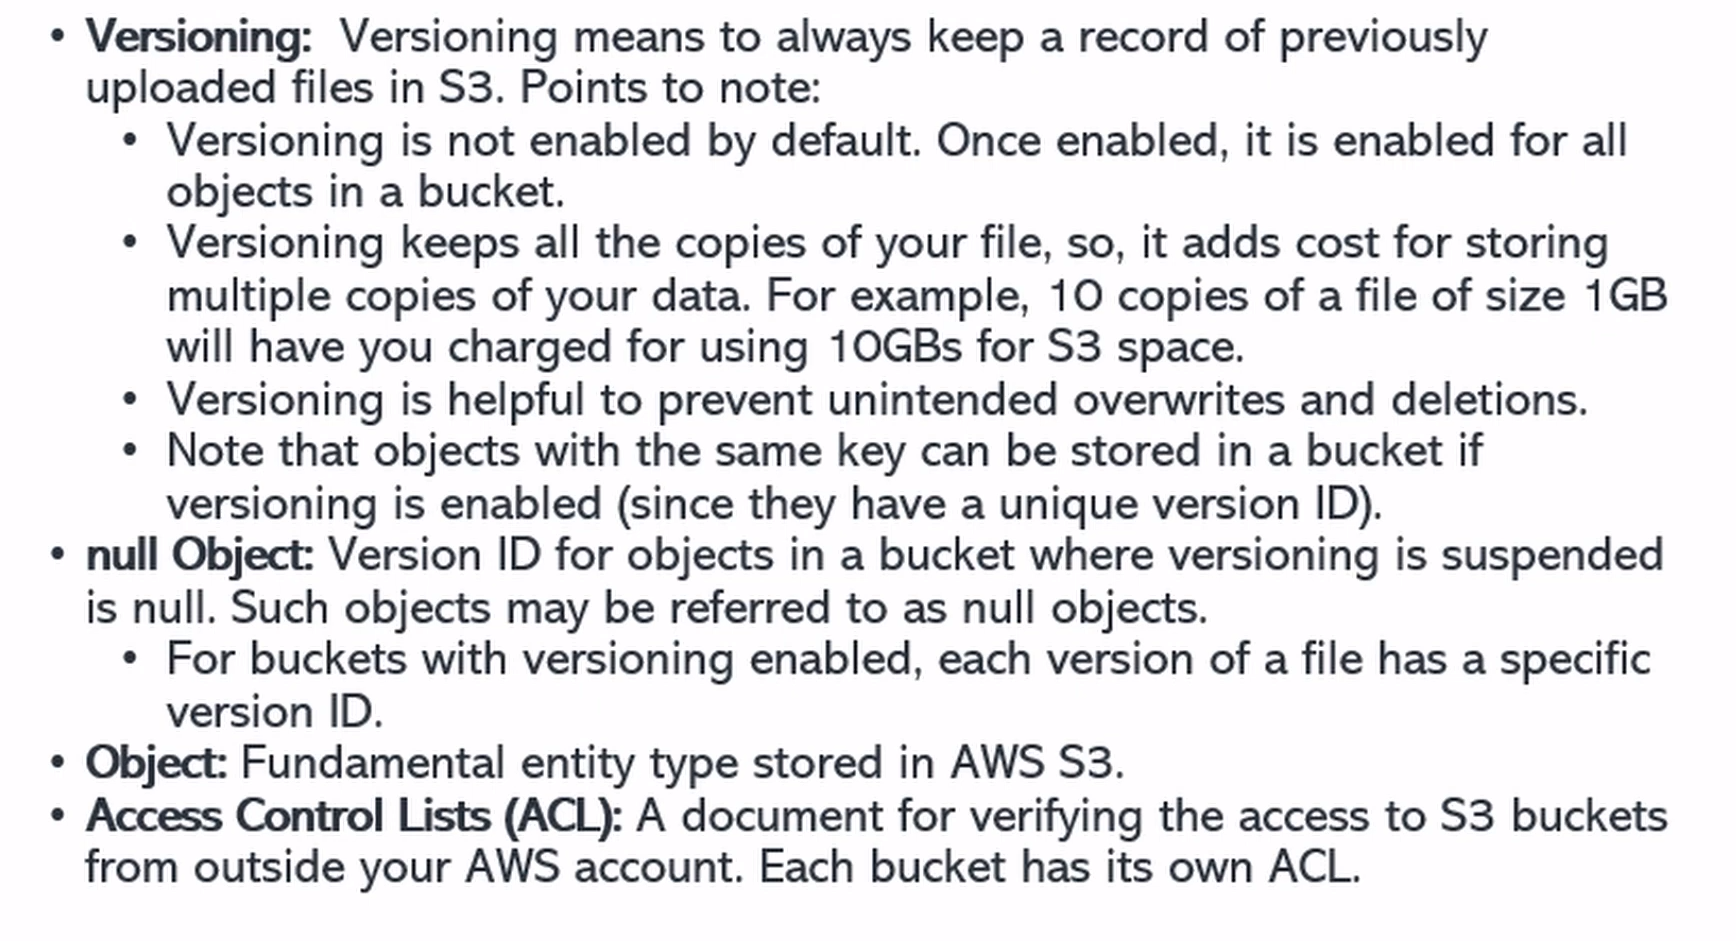 • Versioning: Versioning means to always keep a record of previously
uploaded files in S3. Points to note:
• Versioning is not enabled by default. Once enabled, it is enabled for all
objects in a bucket.
• Versioning keeps all the copies of your file, so, it adds cost for storing
multiple copies of your data. For example, 10 copies of a file of size 1GB
will have you charged for using 10GBs for S3 space.
• Versioning is helpful to prevent unintended overwrites and deletions.
• Note that objects with the same key can be stored in a bucket if
versioning is enabled (since they have a unique version ID).
• null Object: Version ID for objects in a bucket where versioning is suspended
is null. Such objects may be referred to as null objects.
• For buckets with versioning enabled, each version of a file has a specific
version ID.
• Object: Fundamental entity type stored in AWS S3.
• Access Control Lists (ACL): A document for verifying the access to S3 buckets
from outside your AWS account. Each bucket has its own ACL.